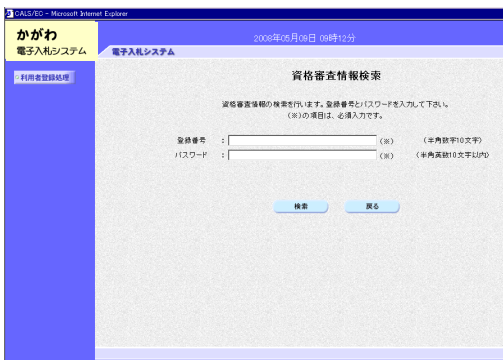 CALS/EC - Microsoft Internet Explorer
かがわ
電子入札システム
2008年05月09日 09時12分
電子入札システム
利用者登録処理
資格審査情報検索
資格審査情報の検索を行います。登録番号とパスワードを入力して下さい。
(※)の項目は、必須入力です。
登録番号 : (※) (半角数字10文字)
パスワード : (※) (半角英数10文字以内)
検索 戻る